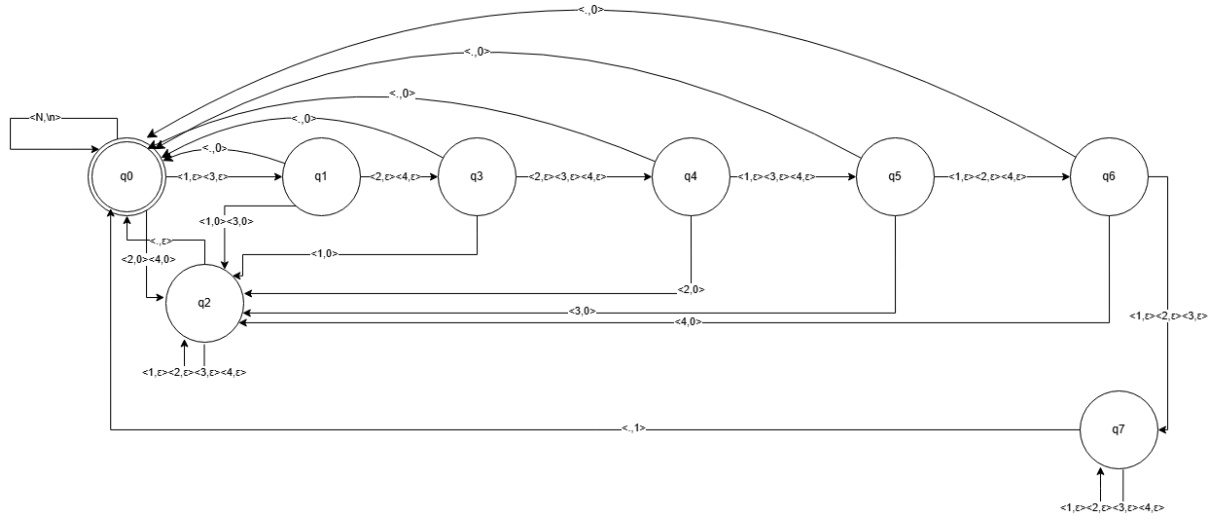 <.,0>
<.,0>
<.,0>
<N,\n>
<.,0>
<.,0>
q0
<1,ε><3,ε>
q1
<2,ε><4,ε>
q3
<2,ε><3,ε><4,ε>
q4
<1,ε><3,ε><4,ε>
q5
<1,ε><2,ε><4,ε>
q6
<1,0><3,0>
<.,ε>
<2,0><4,0>
<1,0>
<2,0>
q2
<3,0>
<4,0>
<1,ε><2,ε><3,ε>
<1,ε><2,ε><3,ε><4,ε>
<.,1>
q7
<1,ε><2,ε><3,ε><4,ε>